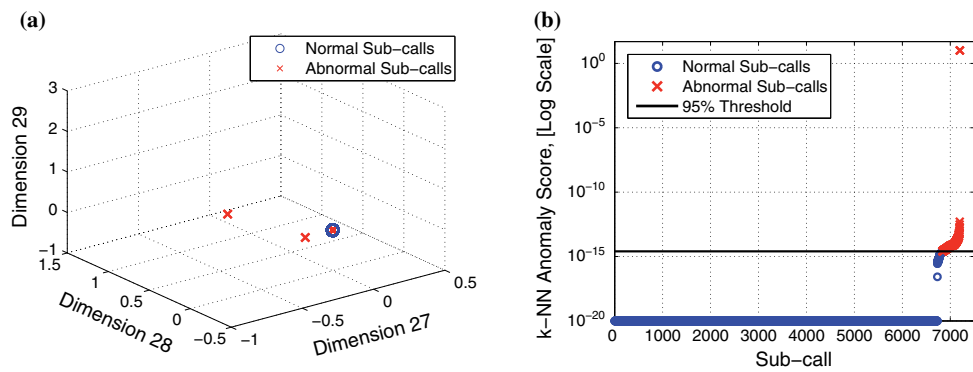 (a)
Normal Sub-calls
Abnormal Sub-calls
3
2
1
0
−1
Dimension 29
1.5
1
0.5
0
−0.5
Dimension 28
−1
−0.5
0
0.5
Dimension 27
(b)
k−NN Anomaly Score, [Log Scale]
10^0
10^−5
10^−10
10^−15
10^−20
Normal Sub−calls
Abnormal Sub−calls
95% Threshold
0 1000 2000 3000 4000 5000 6000 7000
Sub−call